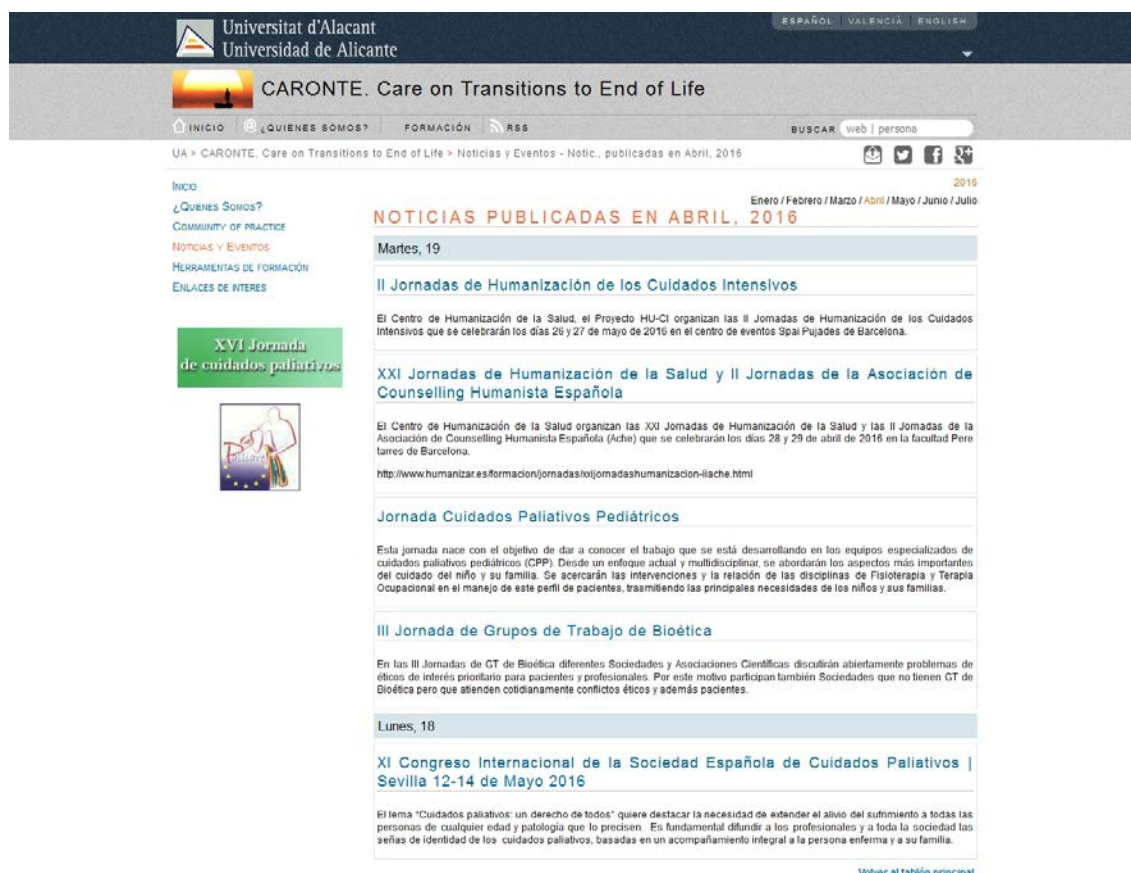 Universitat d'Alacant
Universidad de Alicante
ESPAÑOL | VALENCIÀ | ENGLISH
CARONTE. Care on Transitions to End of Life
INICIO
¿QUIENES SOMOS?
FORMACIÓN
RSS
BUSCAR web | persona
UA > CARONTE. Care on Transitions to End of Life > Noticias y Eventos - Notic.. publicadas en Abril, 2016
INICIO
¿QUIENES SOMOS?
COMMUNITY OF PRACTICE
NOTICIAS Y EVENTOS
HERRAMIENTAS DE FORMACIÓN
ENLACES DE INTERES
XVI Jornada
de cuidados paliativos
2016
Enero / Febrero / Marzo / Abril / Mayo / Junio / Julio
NOTICIAS PUBLICADAS EN ABRIL, 2016
Martes, 19
II Jornadas de Humanización de los Cuidados Intensivos
El Centro de Humanización de la Salud, el Proyecto HU-CI organizan las II Jornadas de Humanización de los Cuidados
Intensivos que se celebrarán los días 26 y 27 de mayo de 2016 en el centro de eventos Spai Pujades de Barcelona.
XXI Jornadas de Humanización de la Salud y II Jornadas de la Asociación de
Counselling Humanista Española
El Centro de Humanización de la Salud organizan las XXI Jornadas de Humanización de la Salud y las II Jornadas de la
Asociación de Counselling Humanista Española (Ache) que se celebrarán los días 28 y 29 de abril de 2016 en la facultad Pere
tarres de Barcelona.
http://www.humanizar.es/formacion/jornadas/xxijornadashumanizacion-iiache.html
Jornada Cuidados Paliativos Pediátricos
Esta jornada nace con el objetivo de dar a conocer el trabajo que se está desarrollando en los equipos especializados de
cuidados paliativos pediátricos (CPP). Desde un enfoque actual y multidisciplinar, se abordarán los aspectos más importantes
del cuidado del niño y su familia. Se acercarán las intervenciones y la relación de las disciplinas de Fisioterapia y Terapia
Ocupacional en el manejo de este perfil de pacientes, trasmitiendo las principales necesidades de los niños y sus familias.
III Jornada de Grupos de Trabajo de Bioética
En las III Jornadas de GT de Bioética diferentes Sociedades y Asociaciones Científicas discutirán abiertamente problemas de
éticos de interés prioritario para pacientes y profesionales. Por este motivo participan también Sociedades que no tienen GT de
Bioética pero que atienden cotidianamente conflictos éticos y además pacientes.
Lunes, 18
XI Congreso Internacional de la Sociedad Española de Cuidados Paliativos |
Sevilla 12-14 de Mayo 2016
El lema "Cuidados paliativos: un derecho de todos" quiere destacar la necesidad de extender el alivio del sufrimiento a todas las
personas de cualquier edad y patología que lo precisen. Es fundamental difundir a los profesionales y a toda la sociedad las
señas de identidad de los cuidados paliativos, basadas en un acompañamiento integral a la persona enferma y a su familia.
Volver al tablón principal